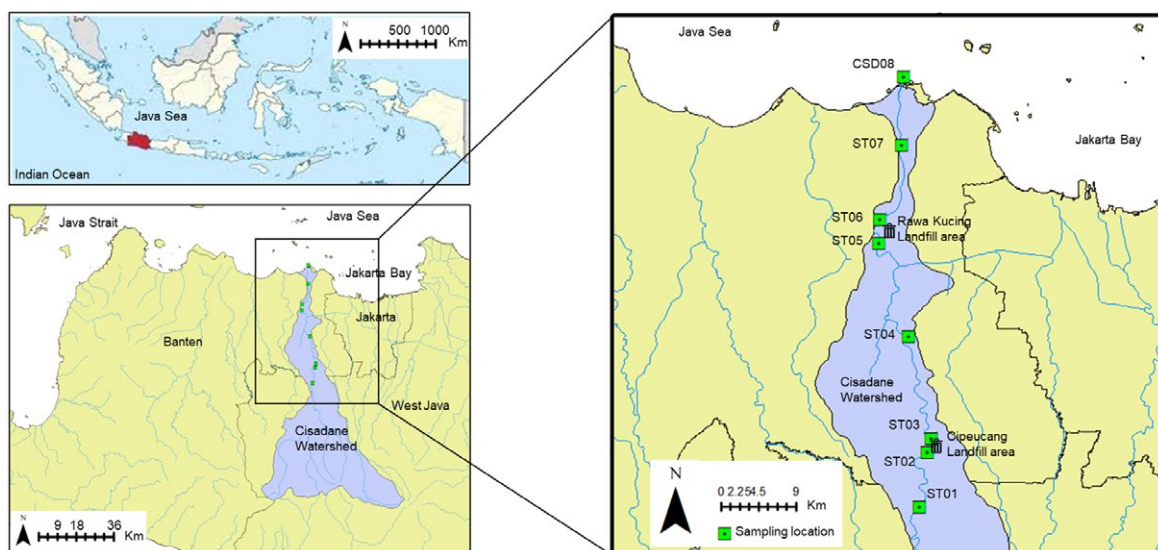 N
500 1000
Km
Java Sea
Indian Ocean
Java Strait
Java Sea
Jakarta Bay
Jakarta
Banten
West Java
Cisadane
Watershed
N
9 18 36
Km
Java Sea
CSD08
Jakarta Bay
ST07
ST06
Rawa Kucing
Landfill area
ST05
ST04
Cisadane
Watershed
ST03
Cipeucang
Landfill area
ST02
ST01
N
0 2.254.5 9
Km
Sampling location